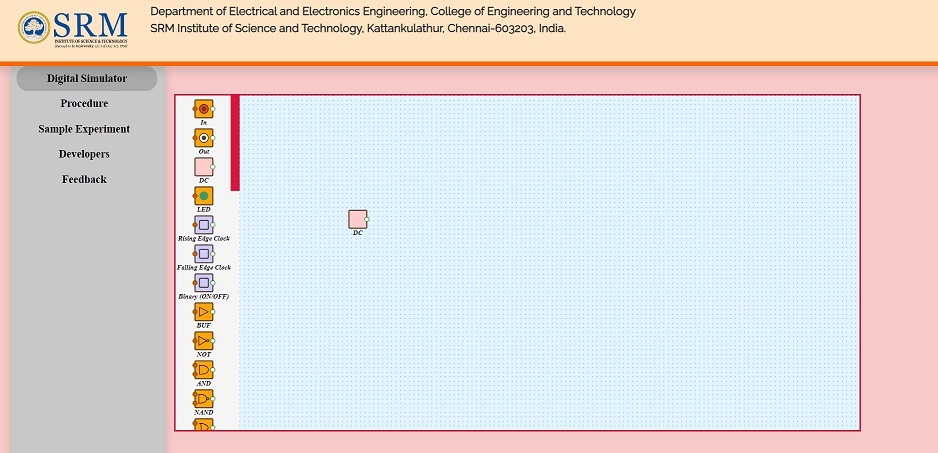 Department of Electrical and Electronics Engineering, College of Engineering and Technology
SRM Institute of Science and Technology, Kattankulathur, Chennai-603203, India.
SRM
INSTITUTE OF SCIENCE & TECHNOLOGY
Digital Simulator
Procedure
Sample Experiment
Developers
Feedback
In
Out
DC
LED
Rising Edge Clock
Falling Edge Clock
Binary (ON/OFF)
BUF
NOT
AND
NAND
DC